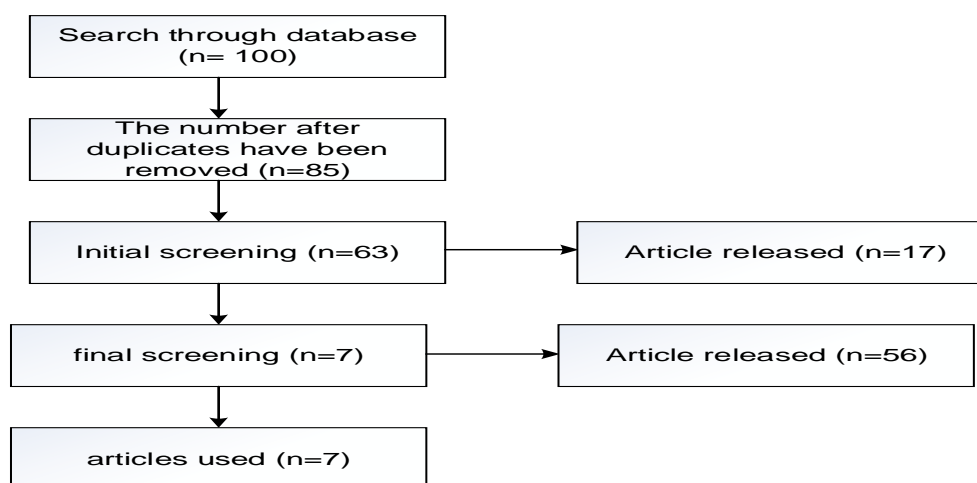 Search through database
(n= 100)
The number after
duplicates have been
removed (n=85)
Initial screening (n=63)
Article released (n=17)
final screening (n=7)
Article released (n=56)
articles used (n=7)